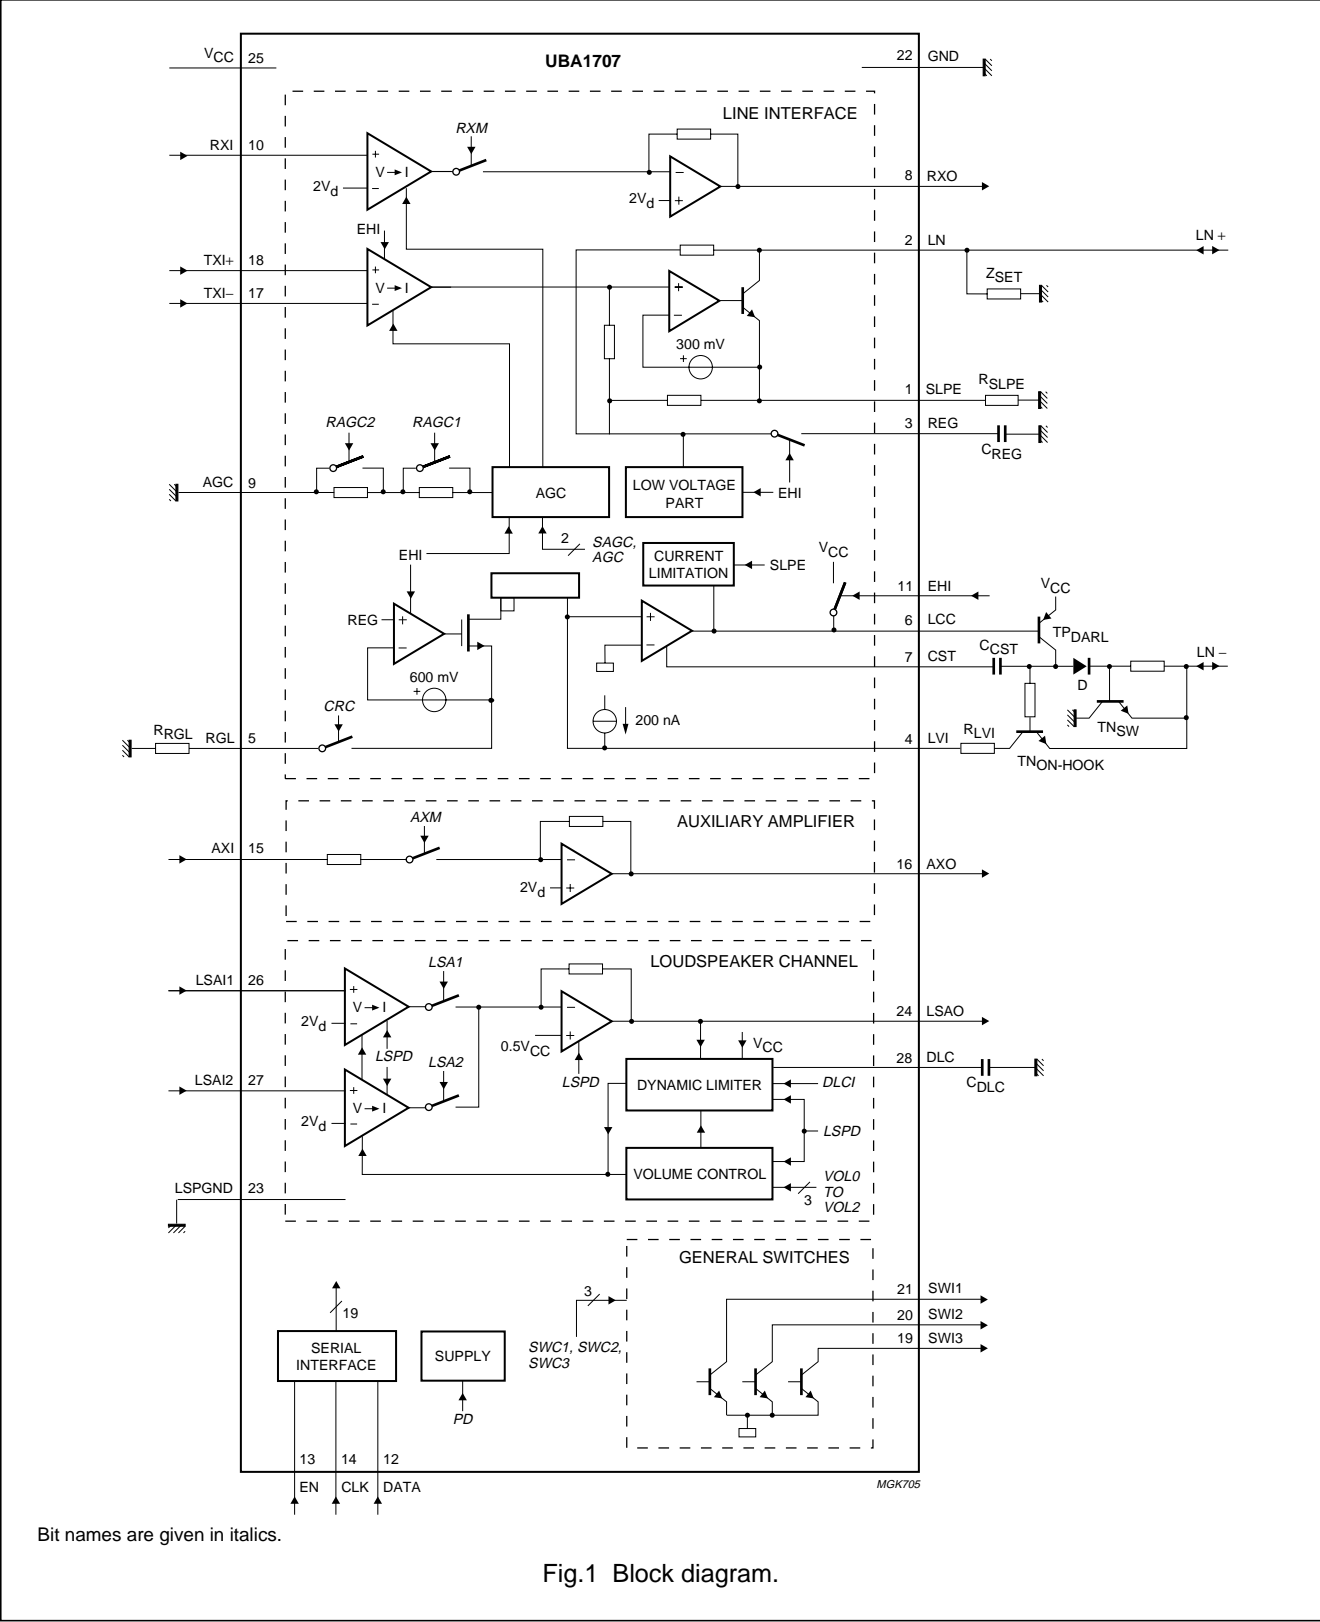 VCC 25
UBA1707
22 GND
LINE INTERFACE
RXM
RXI 10
+
V → I
2Vd
−
−
2Vd
+
8 RXO
EHI
2 LN
LN +
TXI+ 18
+
V → I
TXI− 17
−
ZSET
+
−
300 mV
+
1 SLPE
RSLPE
RAGC2
RAGC1
3 REG
CREG
AGC 9
AGC
LOW VOLTAGE
PART
EHI
2
SAGC,
AGC
EHI
CURRENT
LIMITATION
SLPE
VCC
11 EHI
VCC
REG
+
−
+
−
6 LCC
TPDARL
CCST
LN −
7 CST
D
600 mV
+
200 nA
CRC
TNSW
RRGL
RGL 5
4 LVI
RLVI
TNON-HOOK
AUXILIARY AMPLIFIER
AXM
AXI 15
−
2Vd
+
16 AXO
LOUDSPEAKER CHANNEL
LSA1
LSAI1 26
+
V → I
2Vd
−
−
0.5VCC
+
24 LSAO
LSPD
LSA2
LSPD
VCC
28 DLC
CDLC
LSAI2 27
+
V → I
2Vd
−
DYNAMIC LIMITER
DLCI
LSPD
VOLUME CONTROL
3
VOL0
TO
VOL2
LSPGND 23
GENERAL SWITCHES
19
3
21 SWI1
20 SWI2
19 SWI3
SERIAL
INTERFACE
SUPPLY
SWC1, SWC2,
SWC3
PD
13 14 12
EN CLK DATA
MGK705
Bit names are given in italics.
Fig.1 Block diagram.